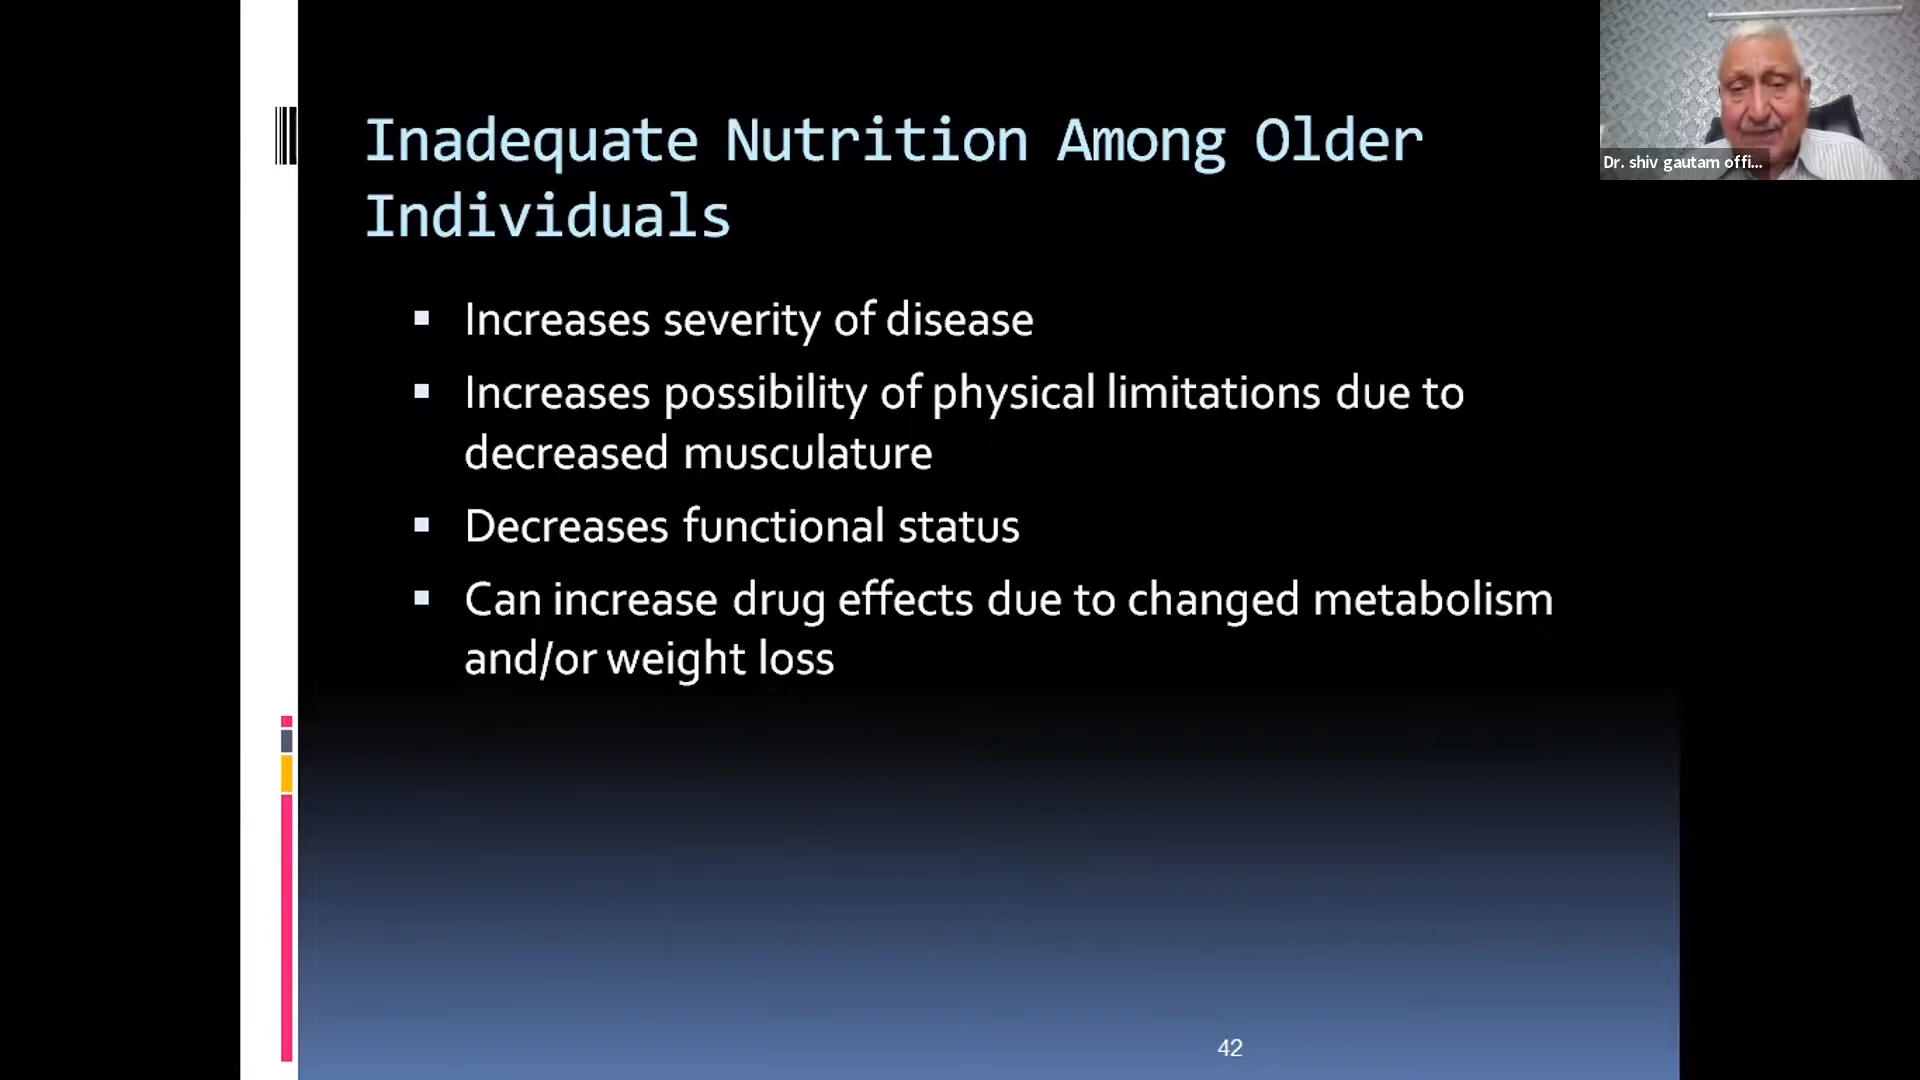 Inadequate Nutrition Among Older
Individuals
Increases severity of disease
Increases possibility of physical limitations due to
decreased musculature
Decreases functional status
Can increase drug effects due to changed metabolism
and/or weight loss
42
Dr. shiv gautam offi...